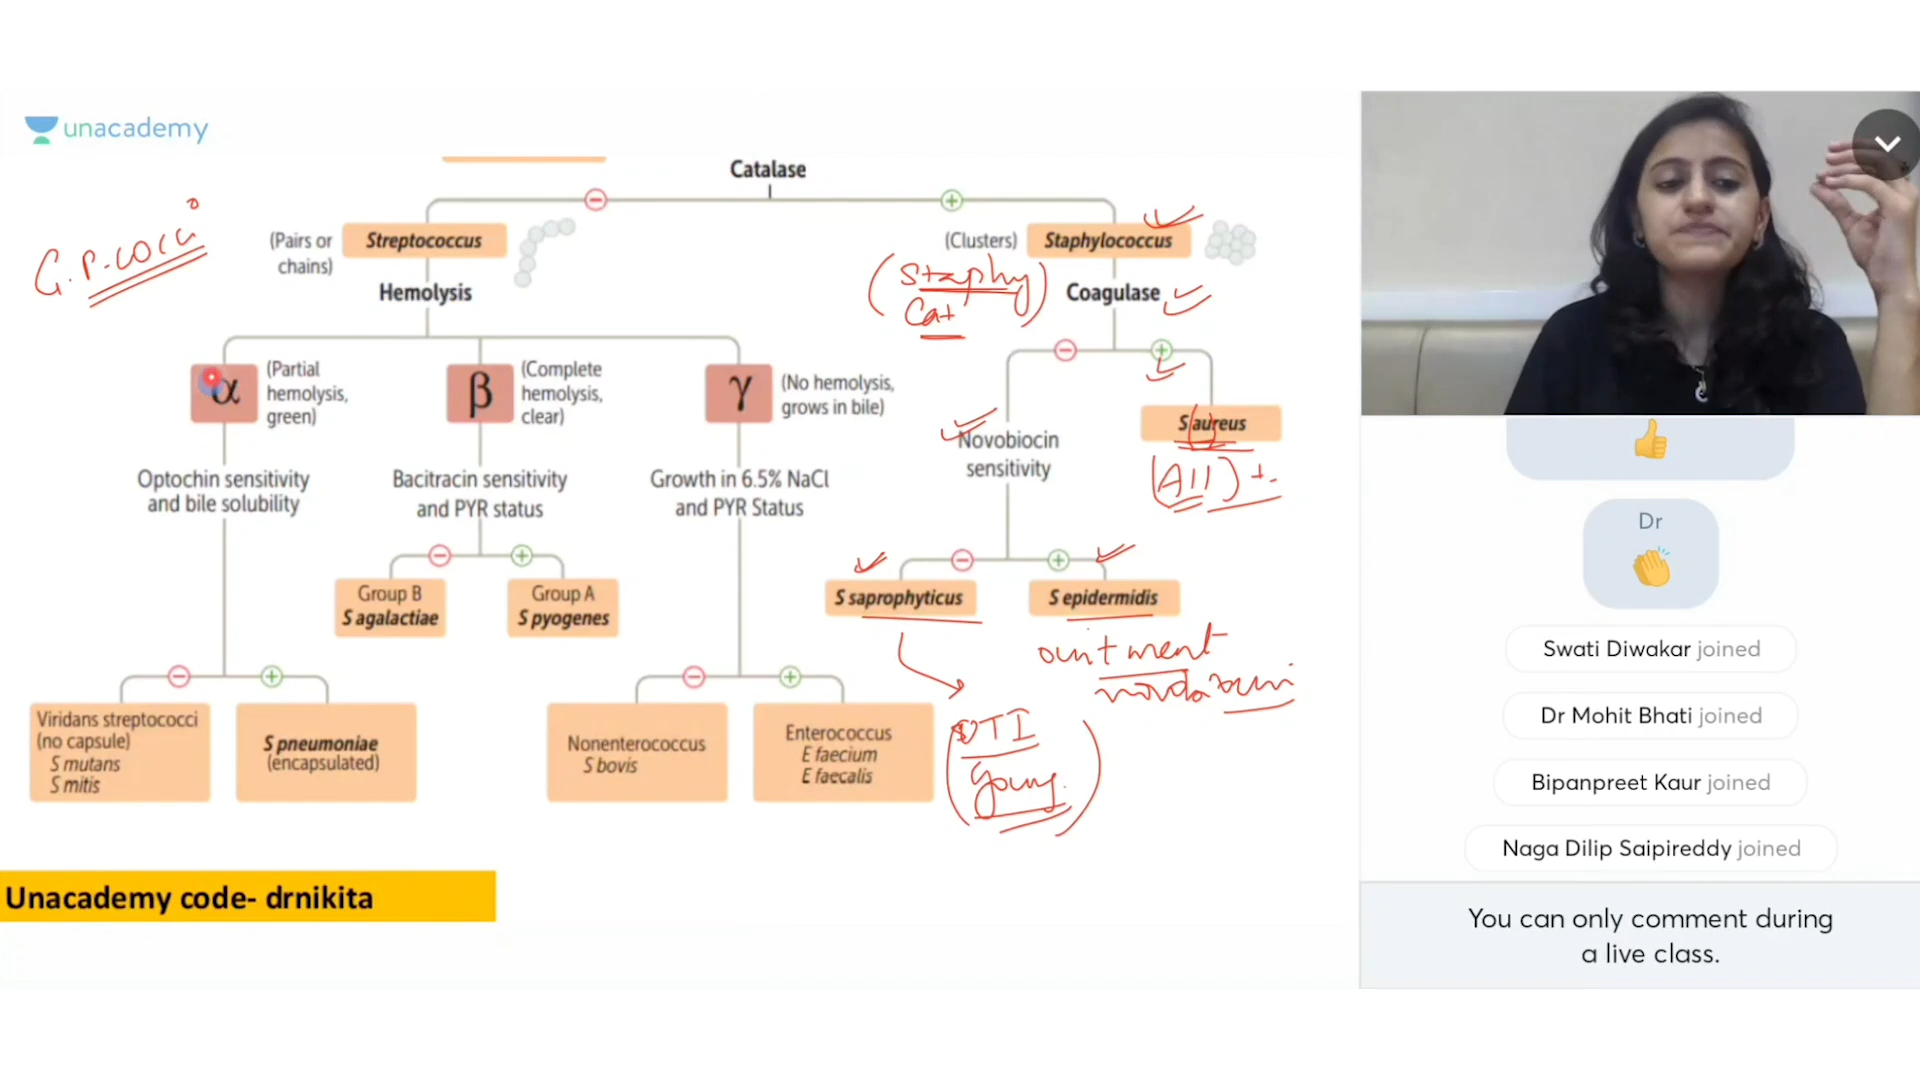 unacademy
Catalase
G.P. cocci
(Pairs or
chains)
Streptococcus
(Clusters)
Staphylococcus
(Staphy)
Cat
Hemolysis
Coagulase
α
(Partial
hemolysis,
green)
β
(Complete
hemolysis,
clear)
γ
(No hemolysis,
grows in bile)
S aureus
(All) +
Novobiocin
sensitivity
Optochin sensitivity
and bile solubility
Bacitracin sensitivity
and PYR status
Growth in 6.5% NaCl
and PYR Status
Group B
S agalactiae
Group A
S pyogenes
S saprophyticus
S epidermidis
ointment
UTI
young
Viridans streptococci
(no capsule)
S mutans
S mitis
S pneumoniae
(encapsulated)
Nonenterococcus
S bovis
Enterococcus
E faecium
E faecalis
Unacademy code- drnikita
Dr
Swati Diwakar joined
Dr Mohit Bhati joined
Bipanpreet Kaur joined
Naga Dilip Saipireddy joined
You can only comment during
a live class.